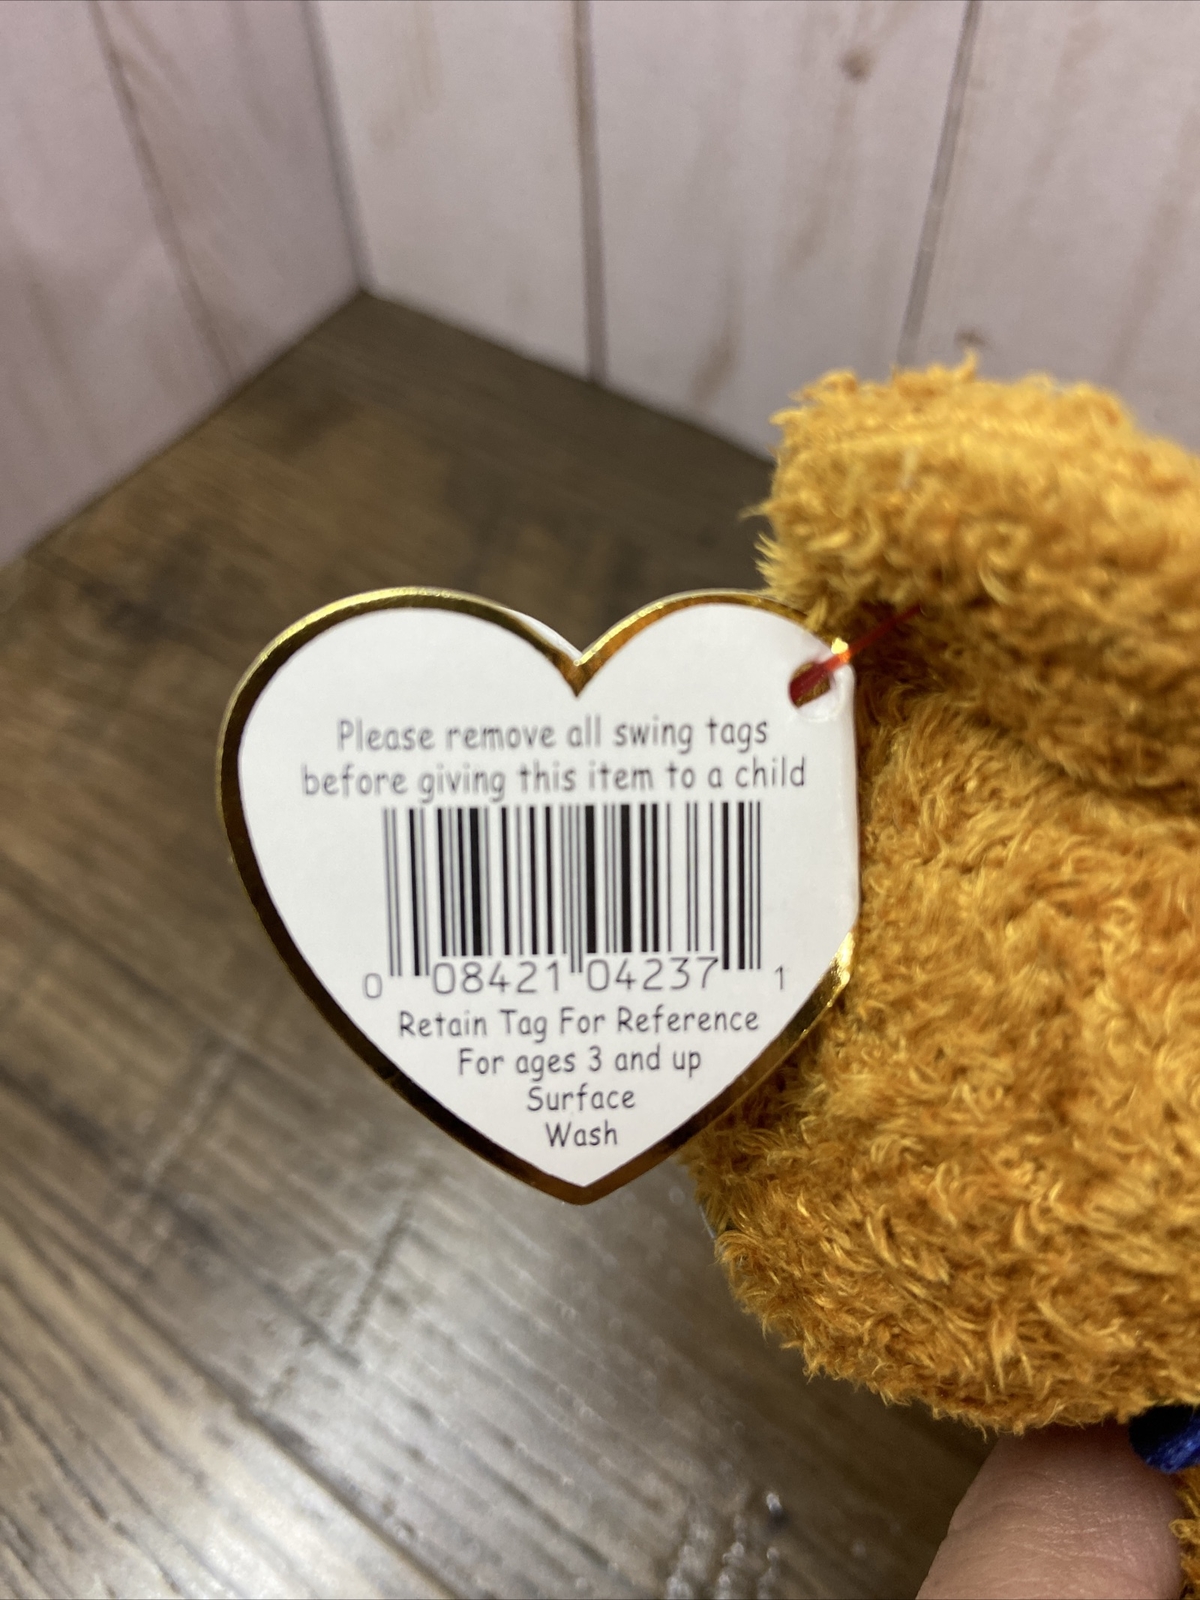 Please remove all swing tags
before giving this item to a child
0 08421 04237 1
Retain Tag For Reference
For ages 3 and up
Surface
Wash